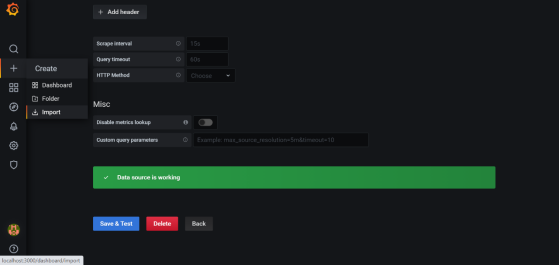 + Add header
Scrape interval
15s
Query timeout
60s
HTTP Method
Choose
Create
Dashboard
Folder
Import
Misc
Disable metrics lookup
Custom query parameters
Example: max_source_resolution=5m&timeout=10
Data source is working
Save & Test
Delete
Back
localhost:3000/dashboard/import